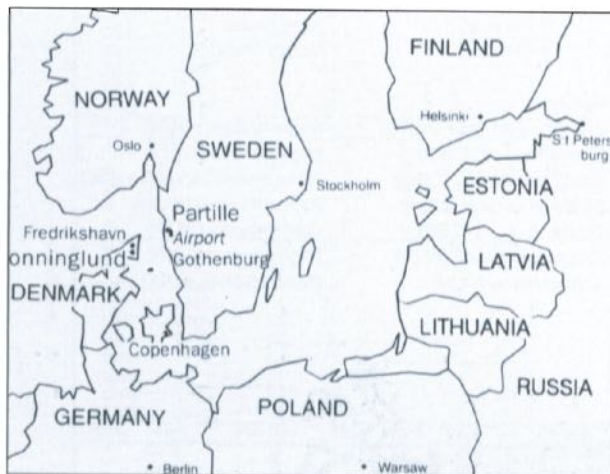 FINLAND
NORWAY
Helsinki
Oslo
SWEDEN
S t Peters
burg
Stockholm
ESTONIA
Partille
Fredrikshavn
Airport
onninglund
Gothenburg
LATVIA
DENMARK
LITHUANIA
Copenhagen
RUSSIA
GERMANY
POLAND
Berlin
Warsaw